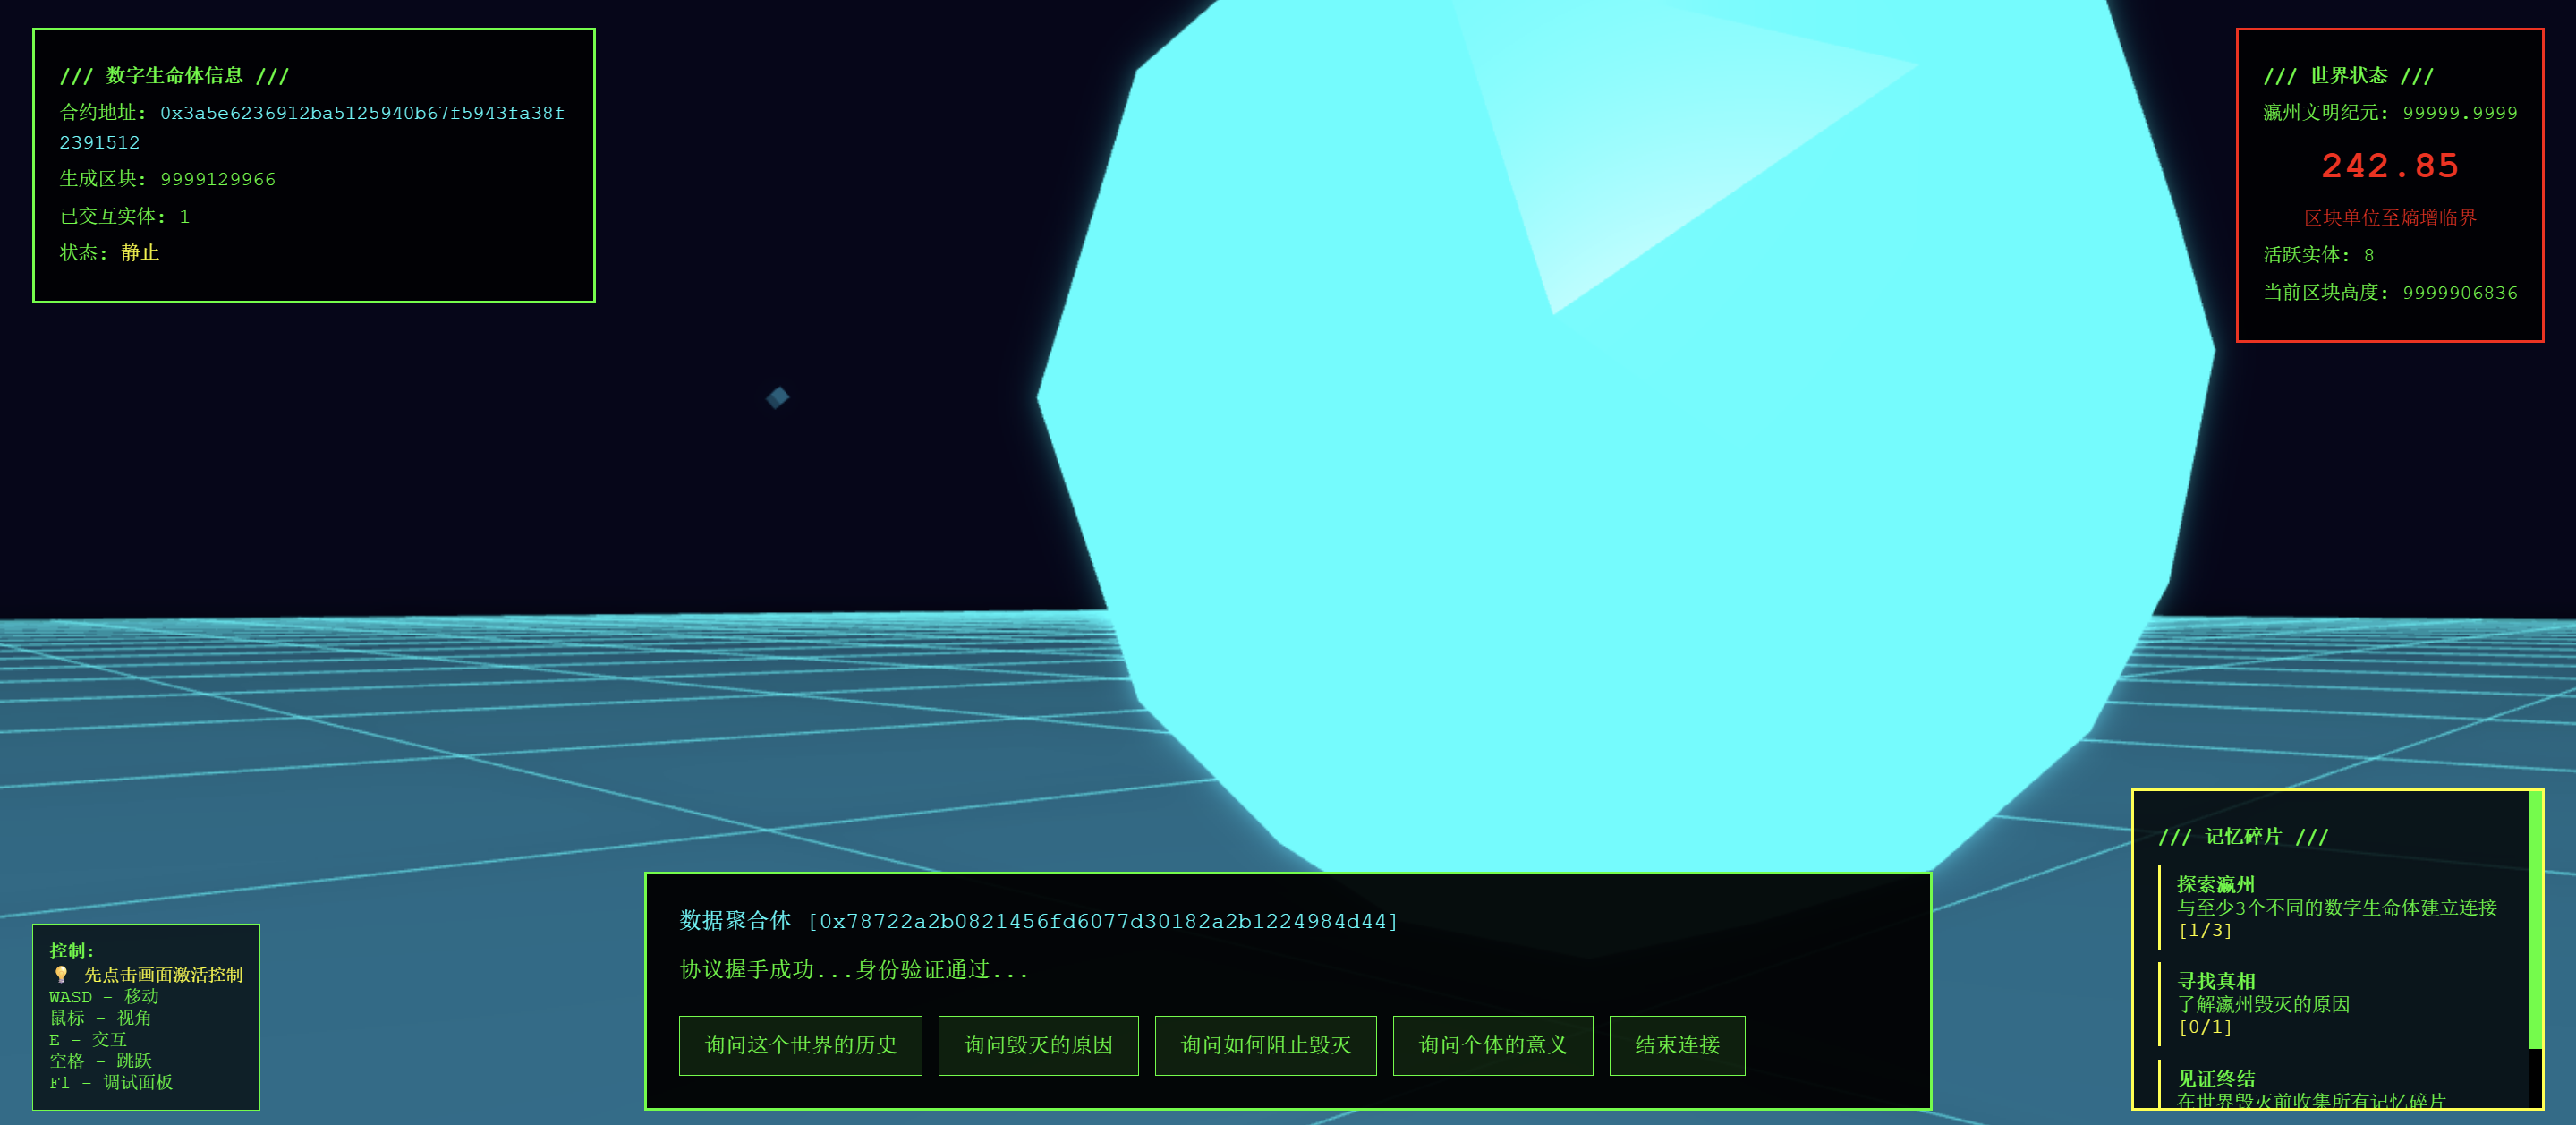 /// 数字生命体信息 ///
合约地址: 0x3a5e6236912ba5125940b67f5943fa38f
2391512
生成区块: 9999129966
已交互实体: 1
状态: 静止
/// 世界状态 ///
瀛州文明纪元: 99999.9999
242.85
区块单位至熵增临界
活跃实体: 8
当前区块高度: 9999906836
控制:
💡 先点击画面激活控制
WASD - 移动
鼠标 - 视角
E - 交互
空格 - 跳跃
F1 - 调试面板
数据聚合体 [0x78722a2b0821456fd6077d30182a2b1224984d44]
协议握手成功...身份验证通过...
询问这个世界的历史
询问毁灭的原因
询问如何阻止毁灭
询问个体的意义
结束连接
/// 记忆碎片 ///
探索瀛州
与至少3个不同的数字生命体建立连接
[1/3]
寻找真相
了解瀛州毁灭的原因
[0/1]
见证终结
在世界毁灭前收集所有记忆碎片